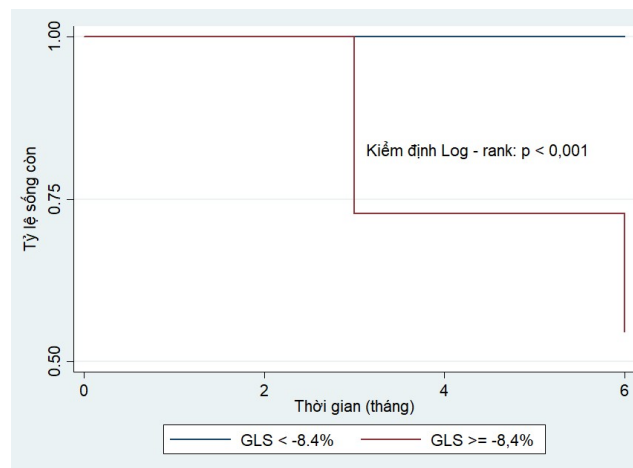 1.00
Kiểm định Log - rank: p < 0,001
Tỷ lệ sống còn
0.75
0.50
0
2
4
6
Thời gian (tháng)
GLS < -8.4%
GLS >= -8,4%